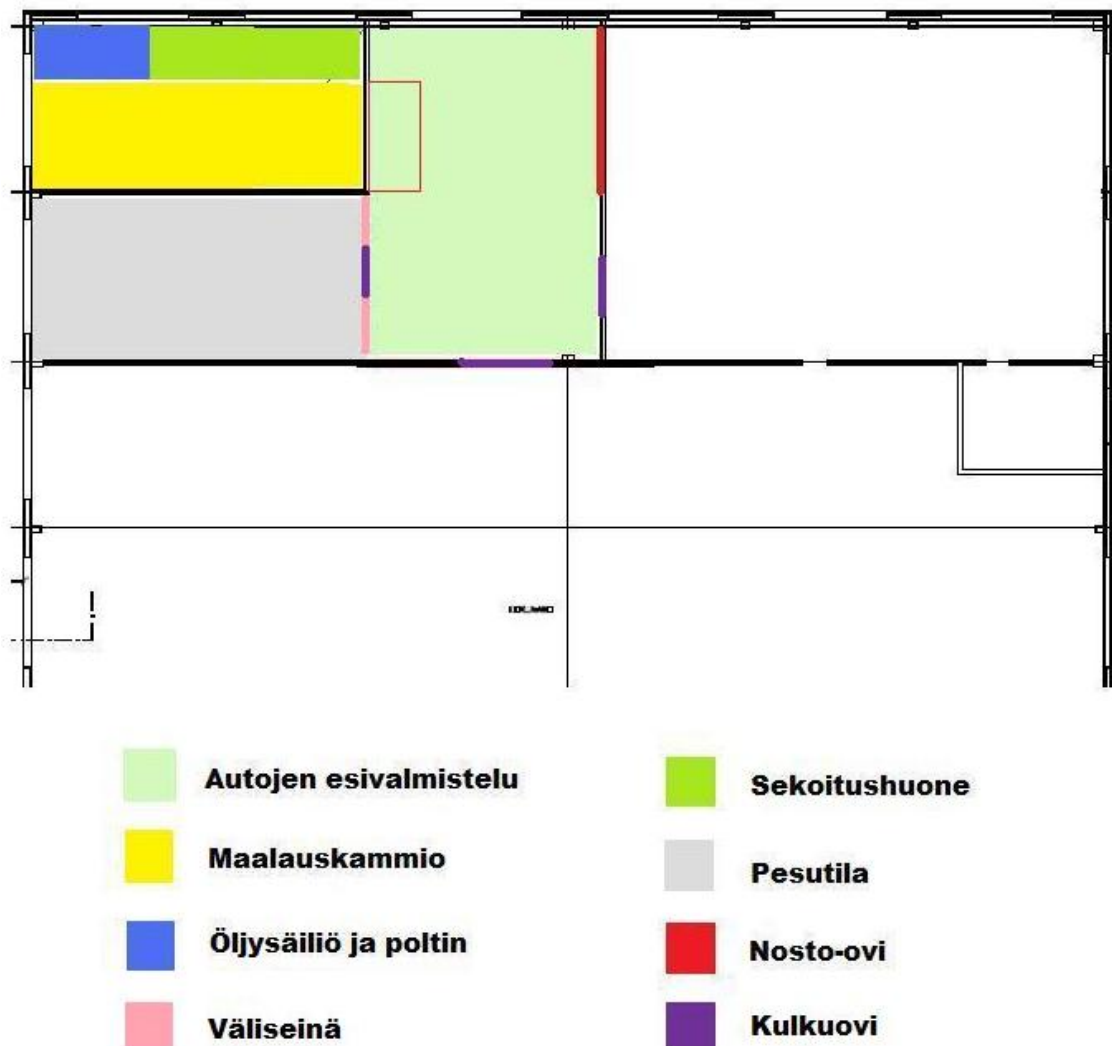 Autojen esivalmistelu
Sekoitushuone
Maalauskammio
Pesutila
Öljysäiliö ja poltin
Nosto-ovi
Väliseinä
Kulkuovi